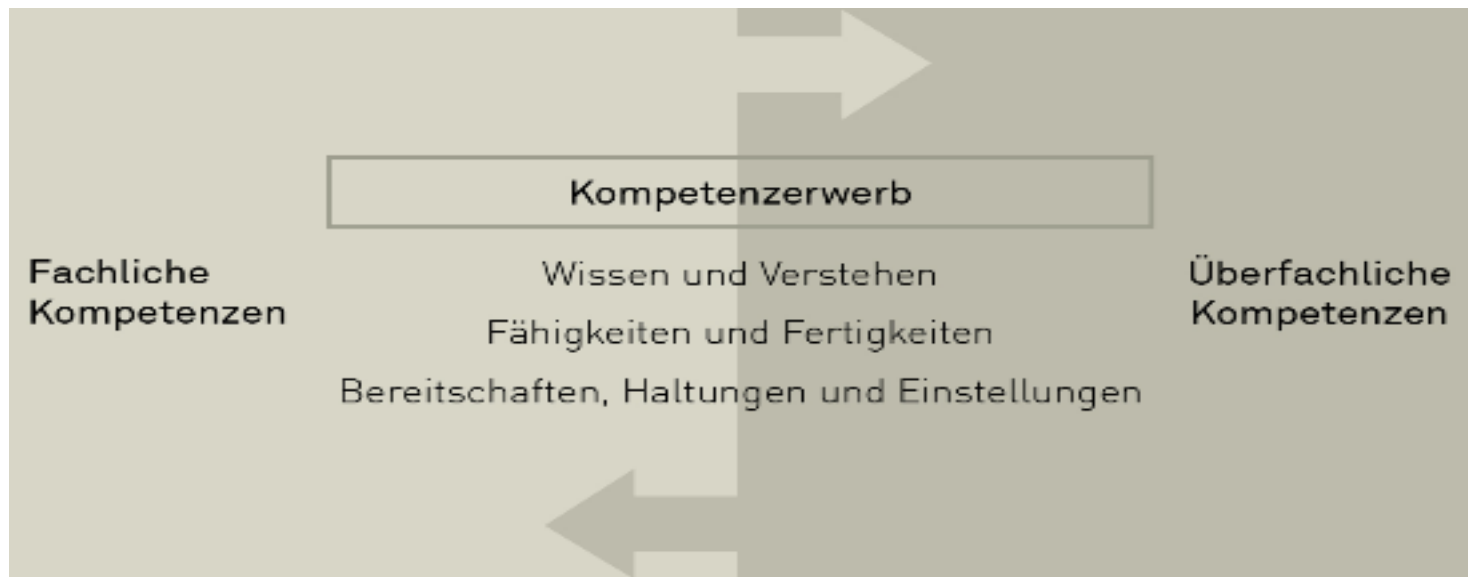 Kompetenzerwerb
Fachliche
Kompetenzen
Wissen und Verstehen
Fähigkeiten und Fertigkeiten
Bereitschaften, Haltungen und Einstellungen
Überfachliche
Kompetenzen